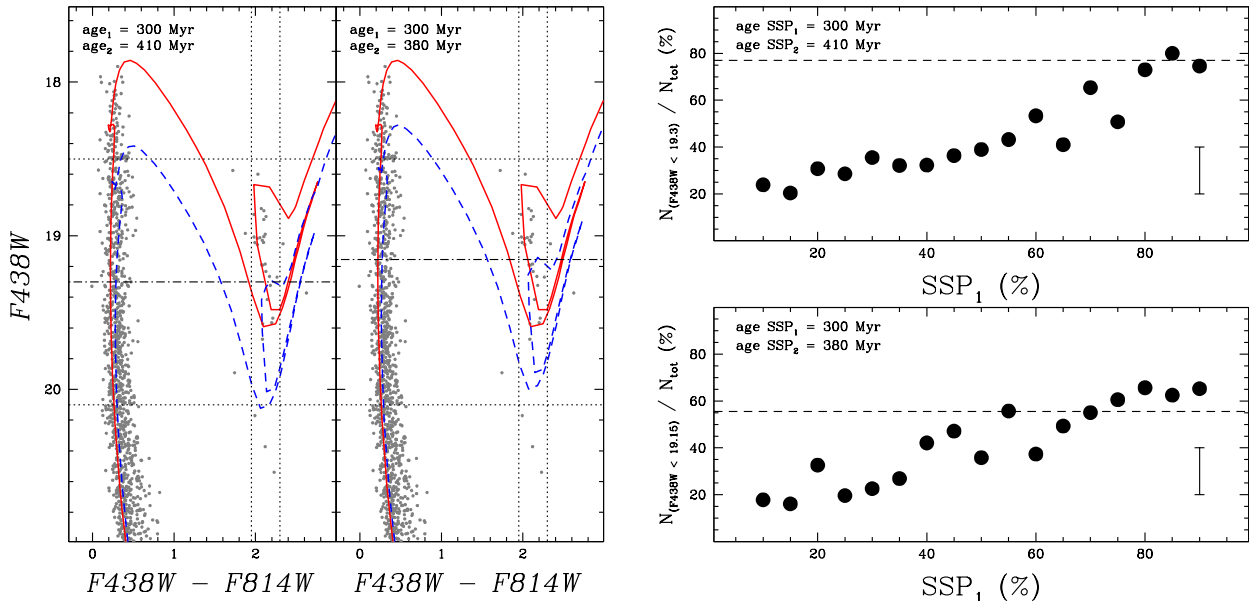 age₁ = 300 Myr
age₂ = 410 Myr
age₁ = 300 Myr
age₂ = 380 Myr
18
19
20
F438W
0
1
2
0
1
2
F438W − F814W
F438W − F814W
age SSP₁ = 300 Myr
age SSP₂ = 410 Myr
80
60
40
20
N(F438W < 19.3) / Ntot (%)
20
40
60
80
SSP₁ (%)
age SSP₁ = 300 Myr
age SSP₂ = 380 Myr
80
60
40
20
N(F438W < 19.15) / Ntot (%)
20
40
60
80
SSP₁ (%)